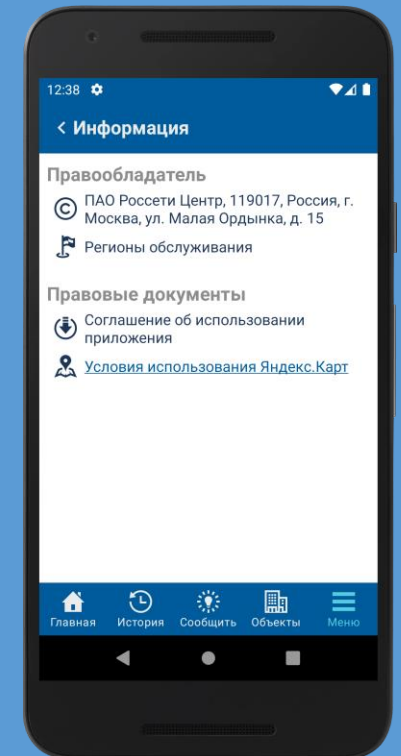 12:38
< Информация
Правообладатель
© ПАО Россети Центр, 119017, Россия, г.
Москва, ул. Малая Ордынка, д. 15
Регионы обслуживания
Правовые документы
Соглашение об использовании
приложения
Условия использования Яндекс.Карт
Главная История Сообщить Объекты Меню